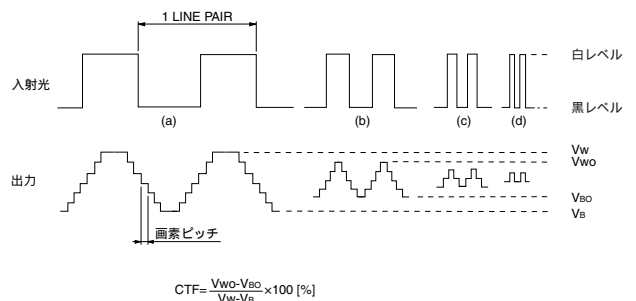 1 LINE PAIR
入射光
白レベル
黒レベル
(a)
(b)
(c)
(d)
出力
Vw
Vwo
VBO
VB
画素ピッチ
CTF= Vwo-VBO / Vw-VB ×100 [%]